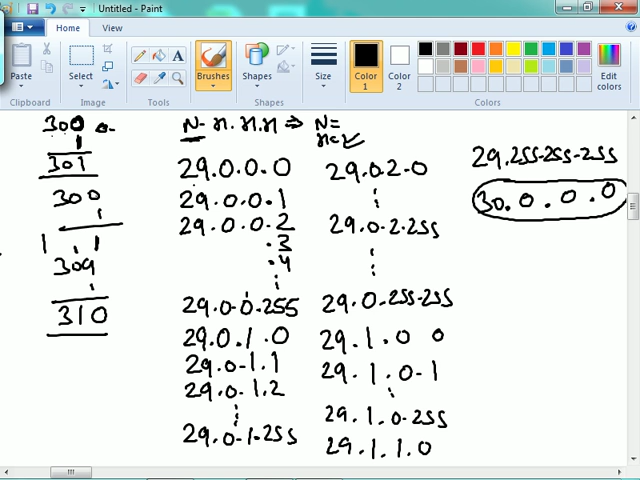 Untitled - Paint
Home
View
Paste
Select
Brushes
Shapes
Size
Color 1
Color 2
Edit colors
Clipboard
Image
Tools
Shapes
Colors
300
1
301
300
1
1 1
309
1
310
N- H. H. H ⇒ N=
H=
29.0.0.0
29.0.0.1
29.0.0.2
.3
.4
29.0.0.255
29.0.1.0
29.0.1.1
29.0.1.2
29.0.1.255
29.0.2.0
29.0.2.255
29.0.255.255
29.1.0 0
29.1.0.1
29.1.0.255
29.1.1.0
29.255.255.255
30.0.0.0